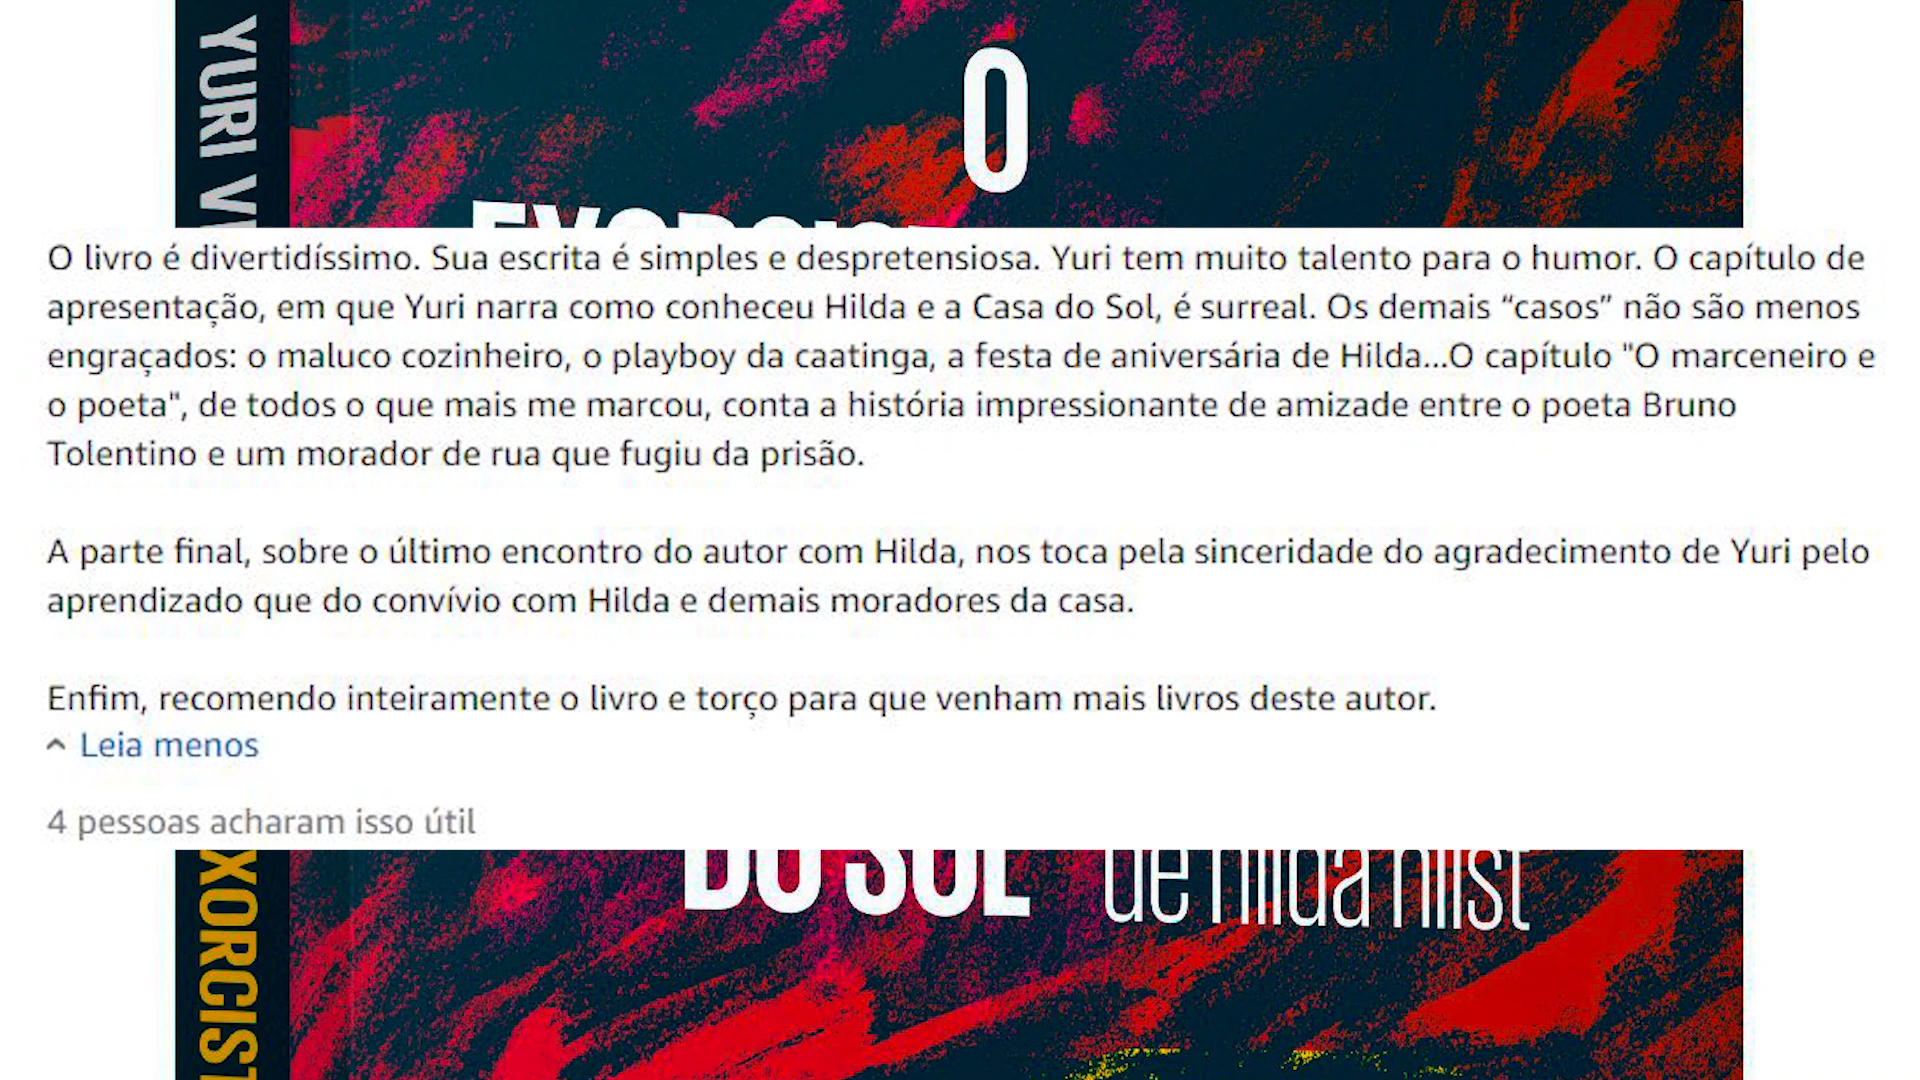 YURI
O
O livro é divertidíssimo. Sua escrita é simples e despretensiosa. Yuri tem muito talento para o humor. O capítulo de
apresentação, em que Yuri narra como conheceu Hilda e a Casa do Sol, é surreal. Os demais “casos” não são menos
engraçados: o maluco cozinheiro, o playboy da caatinga, a festa de aniversária de Hilda...O capítulo "O marceneiro e
o poeta", de todos o que mais me marcou, conta a história impressionante de amizade entre o poeta Bruno
Tolentino e um morador de rua que fugiu da prisão.
A parte final, sobre o último encontro do autor com Hilda, nos toca pela sinceridade do agradecimento de Yuri pelo
aprendizado que do convívio com Hilda e demais moradores da casa.
Enfim, recomendo inteiramente o livro e torço para que venham mais livros deste autor.
^ Leia menos
4 pessoas acharam isso útil
DO SOL de hilda hilst
XORCIST